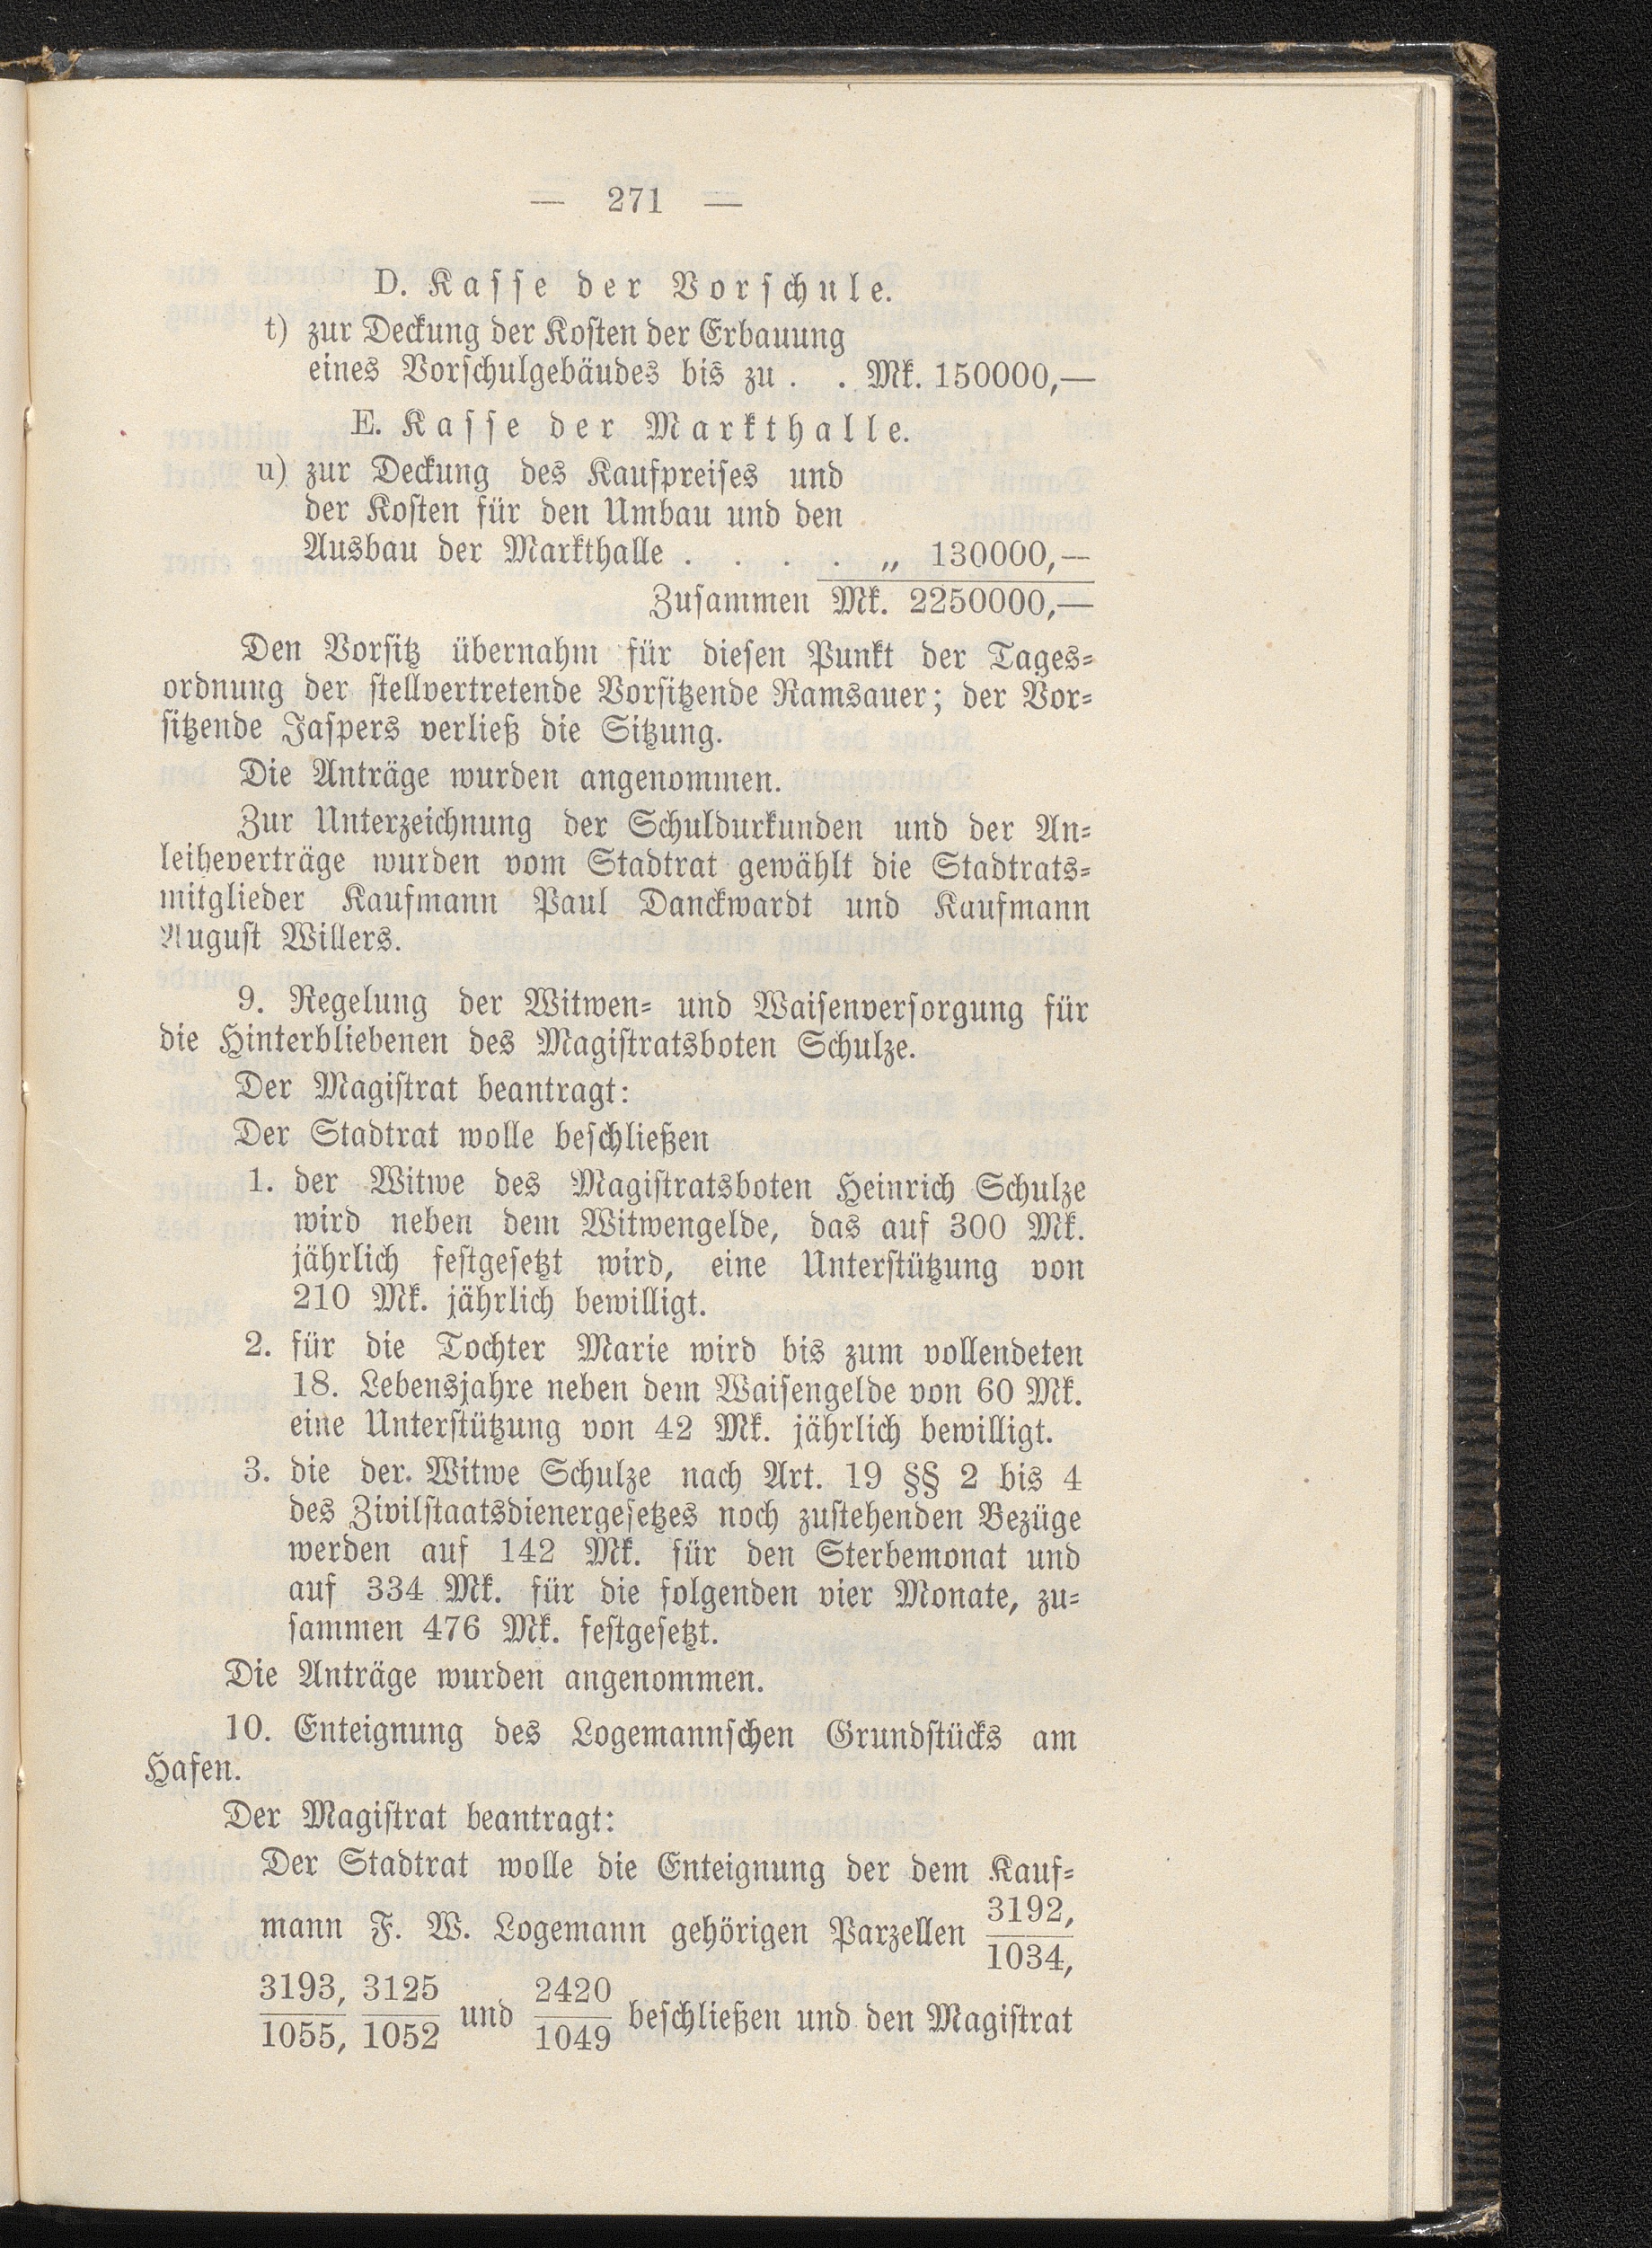 — 271 —
D. Kasse der Vorschule.
t) zur Deckung der Kosten der Erbauung
eines Vorschulgebäudes bis zu . . Mk. 150000,—
E. Kasse der Markthalle.
u) zur Deckung des Kaufpreises und
der Kosten für den Umbau und den
Ausbau der Markthalle . . . . „ 130000,—
Zusammen Mk. 2250000,—
Den Vorsitz übernahm für diesen Punkt der Tages-
ordnung der stellvertretende Vorsitzende Ramsauer; der Vor-
sitzende Jaspers verließ die Sitzung.
Die Anträge wurden angenommen.
Zur Unterzeichnung der Schuldurkunden und der An-
leiheverträge wurden vom Stadtrat gewählt die Stadtrats-
mitglieder Kaufmann Paul Danckwardt und Kaufmann
August Willers.
9. Regelung der Witwen- und Waisenversorgung für
die Hinterbliebenen des Magistratsboten Schulze.
Der Magistrat beantragt:
Der Stadtrat wolle beschließen
1. der Witwe des Magistratsboten Heinrich Schulze
wird neben dem Witwengelde, das auf 300 Mk.
jährlich festgesetzt wird, eine Unterstützung von
210 Mk. jährlich bewilligt.
2. für die Tochter Marie wird bis zum vollendeten
18. Lebensjahre neben dem Waisengelde von 60 Mk.
eine Unterstützung von 42 Mk. jährlich bewilligt.
3. die der Witwe Schulze nach Art. 19 §§ 2 bis 4
des Zivilstaatsdienergesetzes noch zustehenden Bezüge
werden auf 142 Mk. für den Sterbemonat und
auf 334 Mk. für die folgenden vier Monate, zu-
sammen 476 Mk. festgesetzt.
Die Anträge wurden angenommen.
10. Enteignung des Logemannschen Grundstücks am
Hafen.
Der Magistrat beantragt:
Der Stadtrat wolle die Enteignung der dem Kauf-
mann F. W. Logemann gehörigen Parzellen 3192,/1034,
3193,/1055, 3125/1052 und 2420/1049 beschließen und den Magistrat